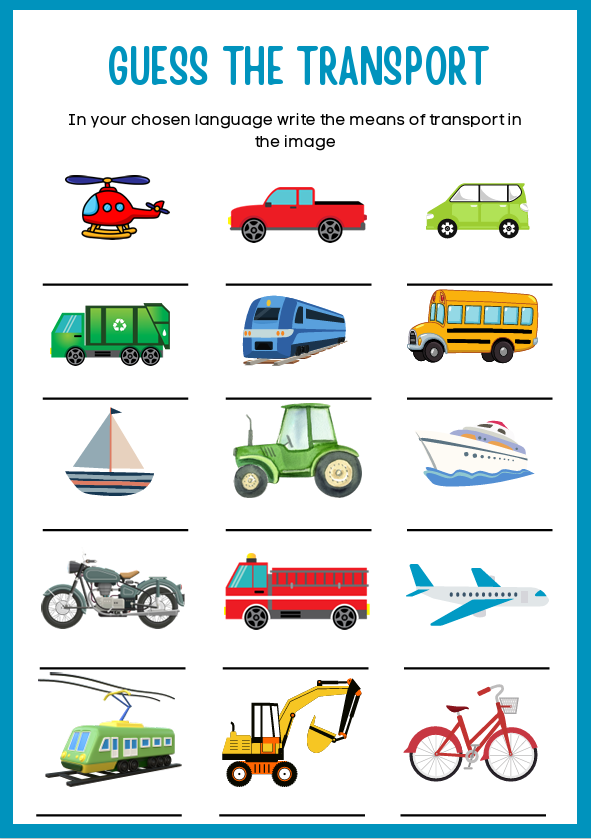 GUESS THE TRANSPORT
In your chosen language write the means of transport in
the image